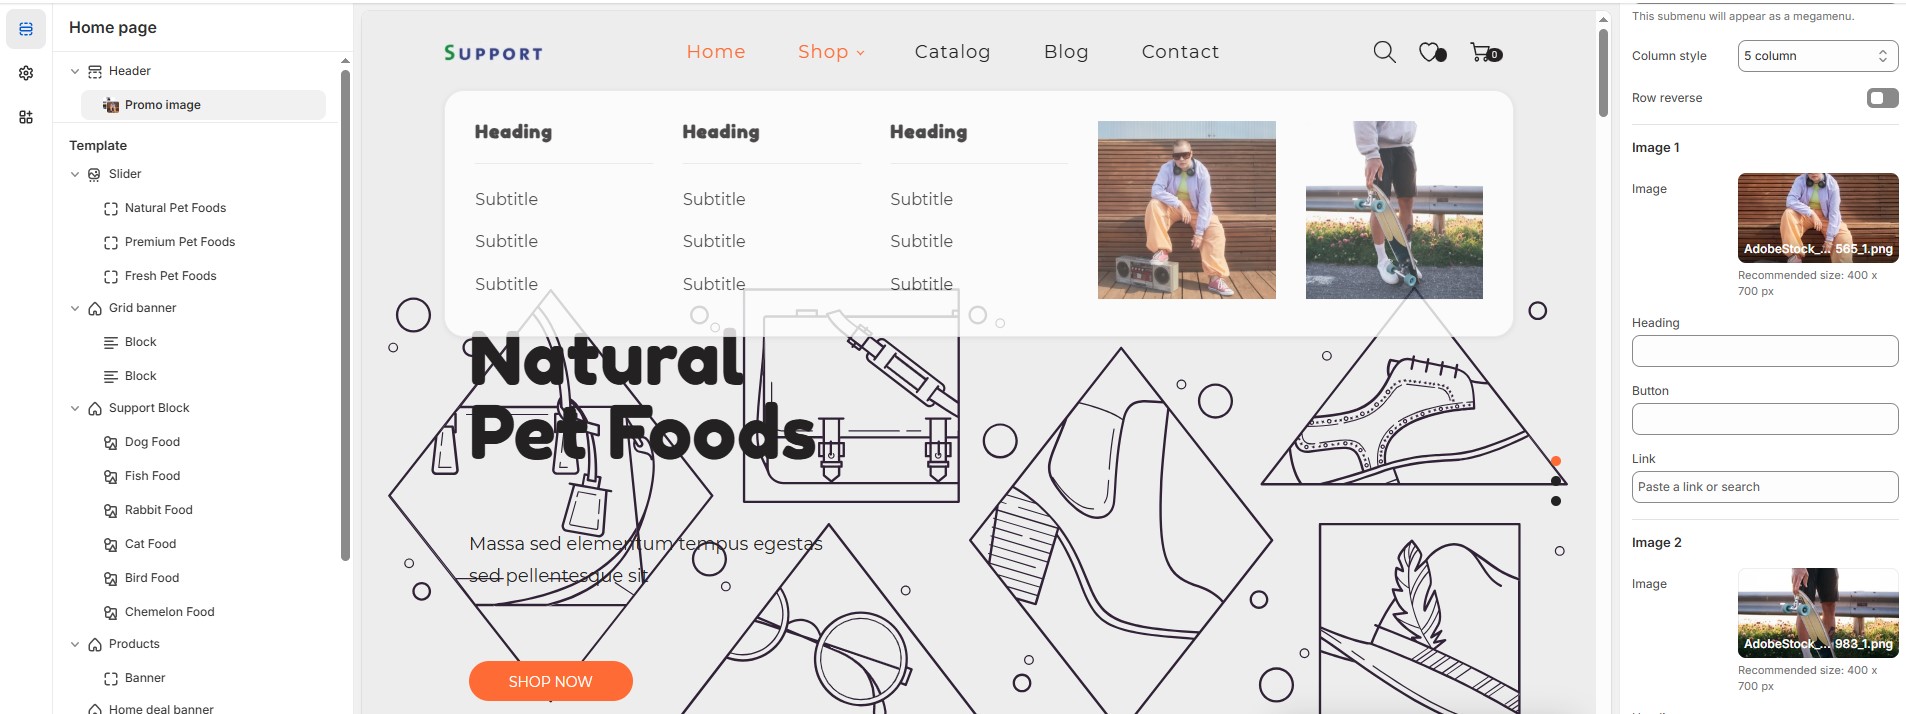 Home page
Header
Promo image
Template
Slider
Natural Pet Foods
Premium Pet Foods
Fresh Pet Foods
Grid banner
Block
Block
Support Block
Dog Food
Fish Food
Rabbit Food
Cat Food
Bird Food
Chemelon Food
Products
Banner
Home deal banner
SUPPORT
Home
Shop
Catalog
Blog
Contact
0
Heading
Subtitle
Subtitle
Subtitle
Heading
Subtitle
Subtitle
Subtitle
Heading
Subtitle
Subtitle
Subtitle
Natural
Pet Foods
Massa sed elementum tempus egestas
sed pellentesque sit
SHOP NOW
This submenu will appear as a megamenu.
Column style
5 column
Row reverse
Image 1
Image
AdobeStock_... 565_1.png
Recommended size: 400 x
700 px
Heading
Button
Link
Paste a link or search
Image 2
Image
AdobeStock_... 983_1.png
Recommended size: 400 x
700 px